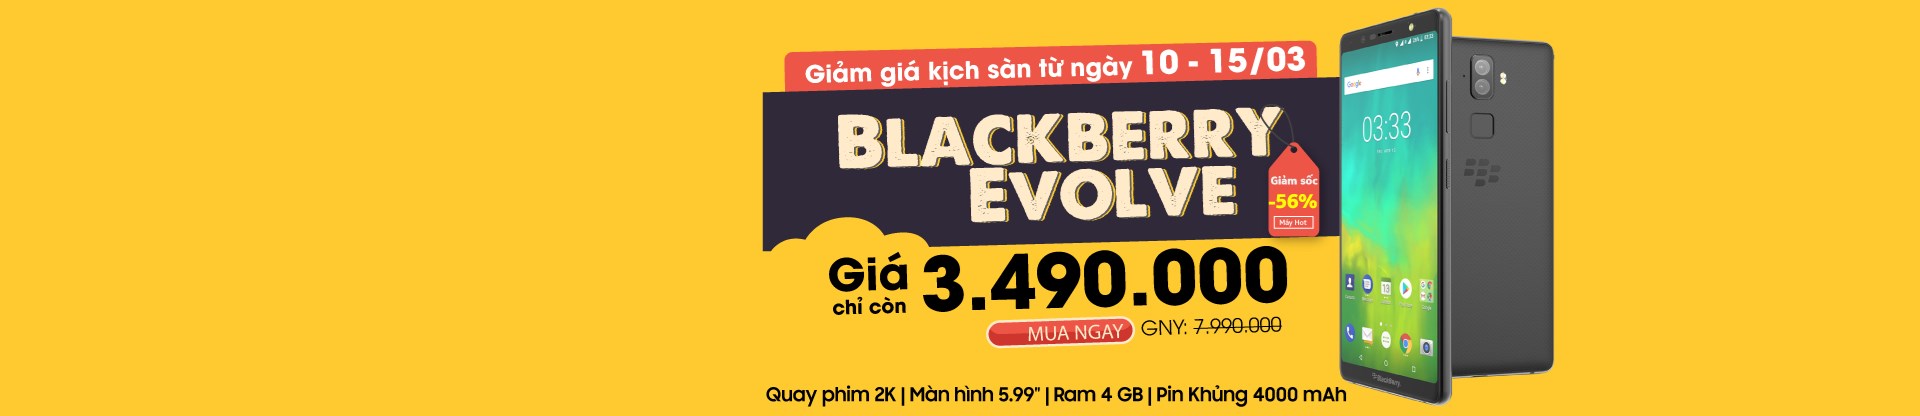 Giảm giá kịch sàn từ ngày 10 - 15/03
BLACKBERRY
EVOLVE
Giảm sốc
-56%
Máy Hot
Giá
chỉ còn
3.490.000
MUA NGAY
GNY: 7.990.000
Quay phim 2K | Màn hình 5.99" | Ram 4 GB | Pin Khủng 4000 mAh
Google
03:33
BlackBerry